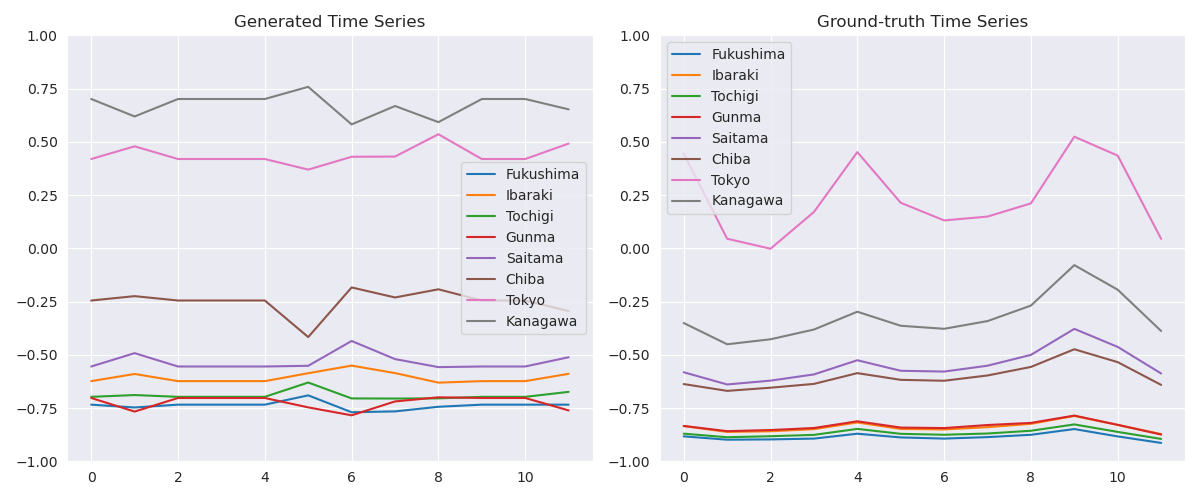 Generated Time Series
1.00
0.75
0.50
0.25
0.00
−0.25
−0.50
−0.75
−1.00
0 2 4 6 8 10
Fukushima
Ibaraki
Tochigi
Gunma
Saitama
Chiba
Tokyo
Kanagawa
Ground-truth Time Series
1.00
0.75
0.50
0.25
0.00
−0.25
−0.50
−0.75
−1.00
0 2 4 6 8 10
Fukushima
Ibaraki
Tochigi
Gunma
Saitama
Chiba
Tokyo
Kanagawa